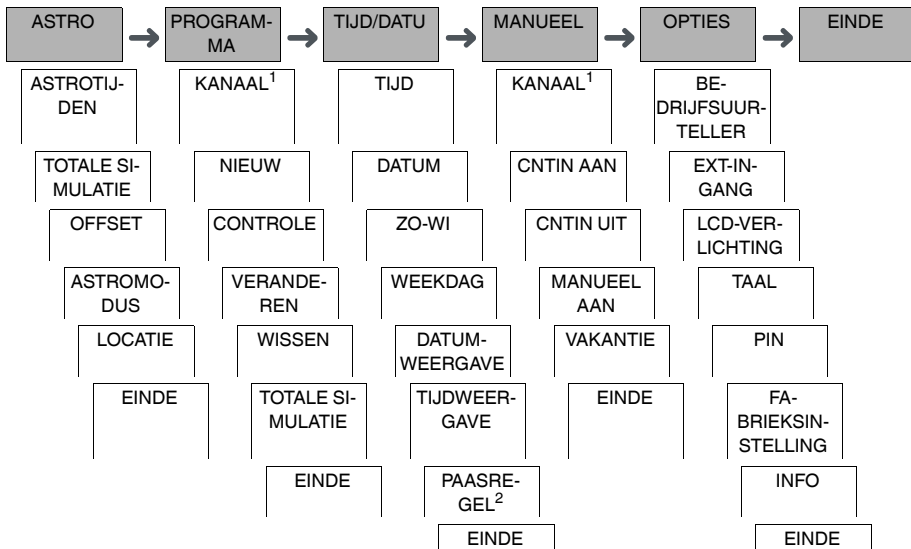 ASTRO
PROGRAM-
MA
TIJD/DATU
MANUEEL
OPTIES
EINDE
ASTROTIJ-
DEN
TOTALE SI-
MULATIE
OFFSET
ASTROMO-
DUS
LOCATIE
EINDE
KANAAL1
NIEUW
CONTROLE
VERANDE-
REN
WISSEN
TOTALE SI-
MULATIE
EINDE
TIJD
DATUM
ZO-WI
WEEKDAG
DATUM-
WEERGAVE
TIJDWEER-
GAVE
PAASRE-
GEL2
EINDE
KANAAL1
CNTIN AAN
CNTIN UIT
MANUEEL
AAN
VAKANTIE
EINDE
BE-
DRIJFSUUR-
TELLER
EXT-IN-
GANG
LCD-VER-
LICHTING
TAAL
PIN
FA-
BRIEKSIN-
STELLING
INFO
EINDE